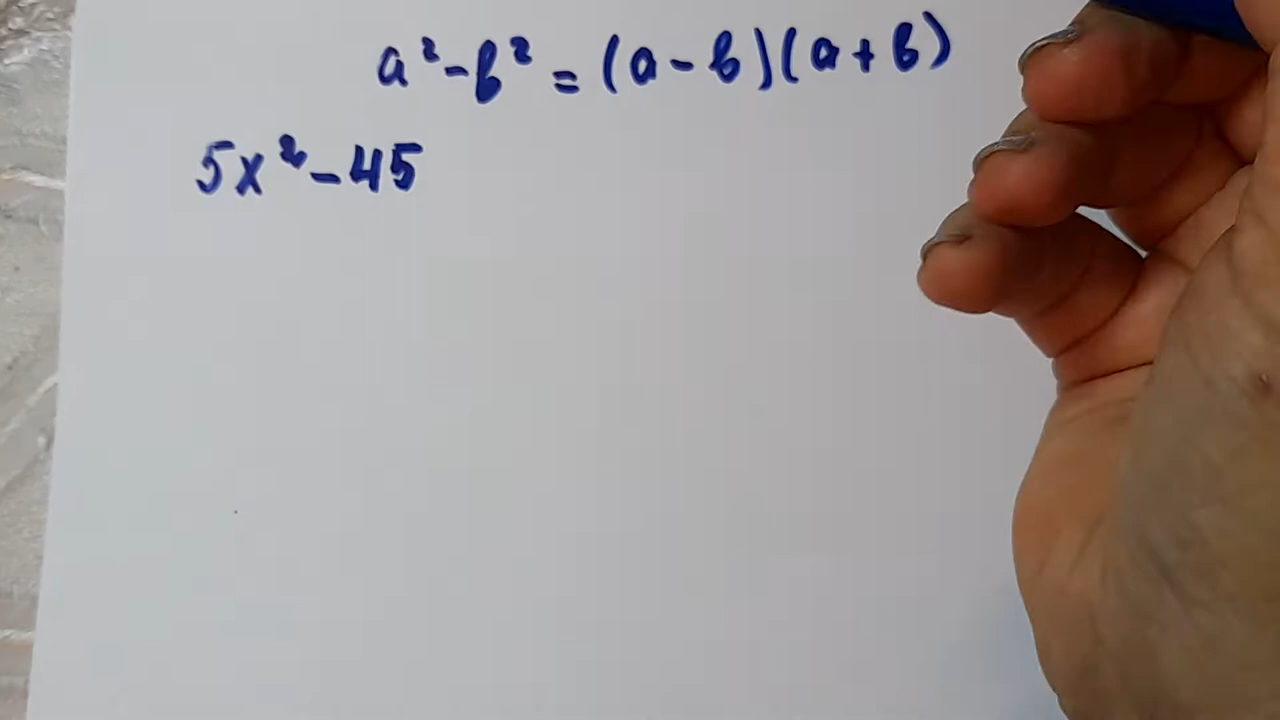 a² - b² = (a - b)(a + b)
5x² - 45